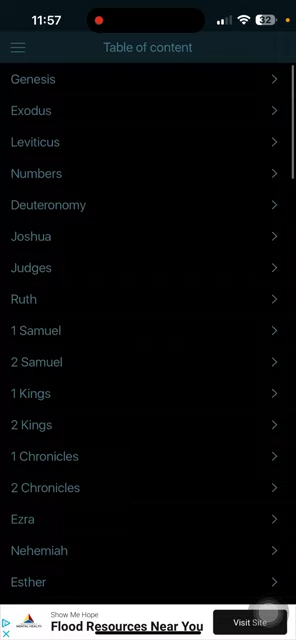 11:57
32
Table of content
Genesis
Exodus
Leviticus
Numbers
Deuteronomy
Joshua
Judges
Ruth
1 Samuel
2 Samuel
1 Kings
2 Kings
1 Chronicles
2 Chronicles
Ezra
Nehemiah
Esther
Show Me Hope
Flood Resources Near You
Visit Site
MENTAL HEALTH